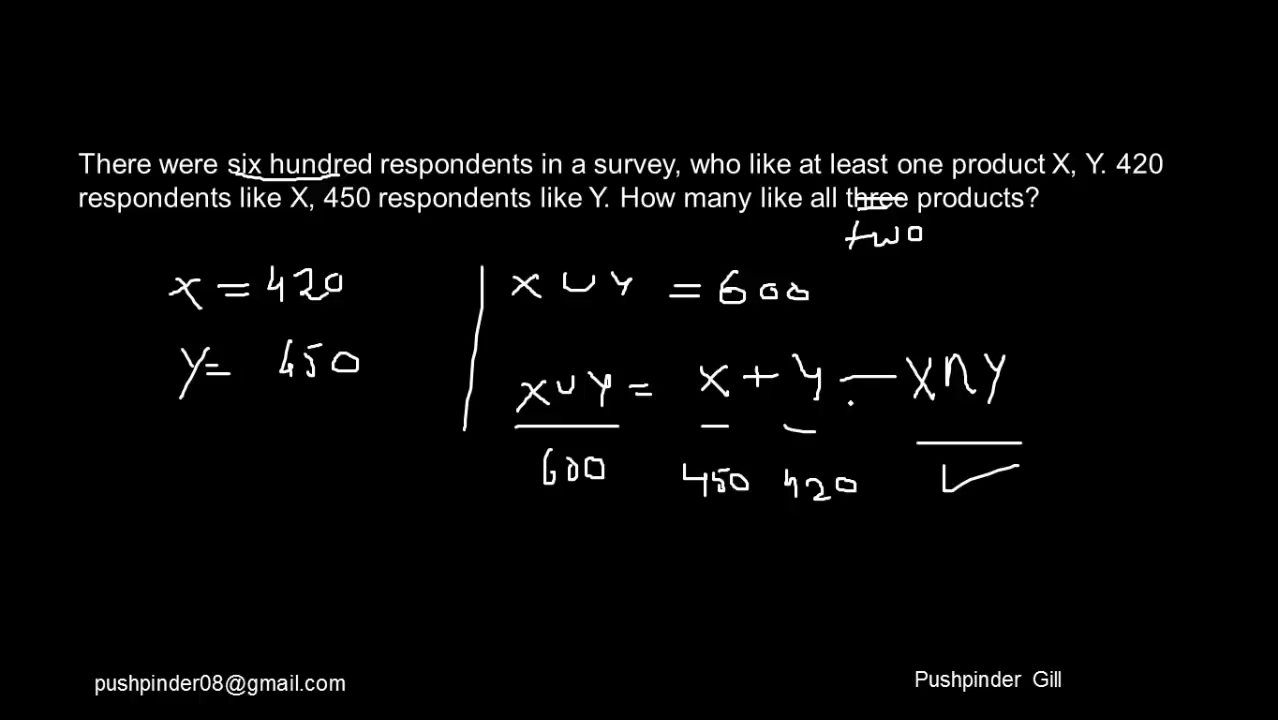 There were six hundred respondents in a survey, who like at least one product X, Y. 420
respondents like X, 450 respondents like Y. How many like all three products?
two
x = 420
y = 450
X ∪ Y = 600
X ∪ Y = X + Y - X ∩ Y
600 450 420
pushpinder08@gmail.com
Pushpinder Gill